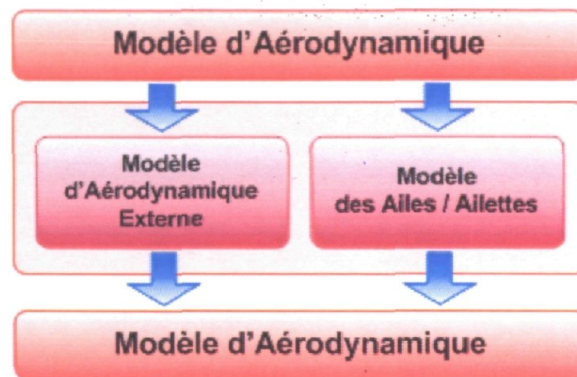 Modèle d'Aérodynamique
Modèle
d'Aérodynamique
Externe
Modèle
des Ailes / Ailettes
Modèle d'Aérodynamique